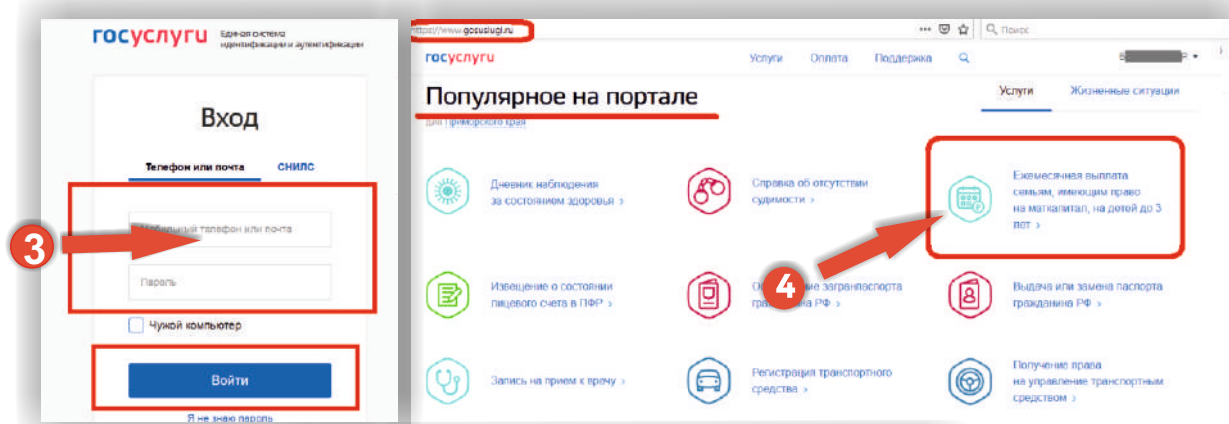 госуслуги
Единая система
идентификации и аутентификации
Вход
Телефон или почта СНИЛС
3
Мобильный телефон или почта
Пароль
Чужой компьютер
Войти
Я не знаю пароль
https://www.gosuslugi.ru
Поиск
госуслуги
Услуги Оплата Поддержка
Популярное на портале
Услуги Жизненные ситуации
для Приморского края
Дневник наблюдения
за состоянием здоровья >
Справка об отсутствии
судимости >
Ежемесячная выплата
семьям, имеющим право
на маткапитал, на детей до 3
лет >
4
Извещение о состоянии
лицевого счета в ПФР >
загранпаспорта
РФ >
Выдача или замена паспорта
гражданина РФ >
Запись на прием к врачу >
Регистрация транспортного
средства >
Получение права
на управление транспортным
средством >